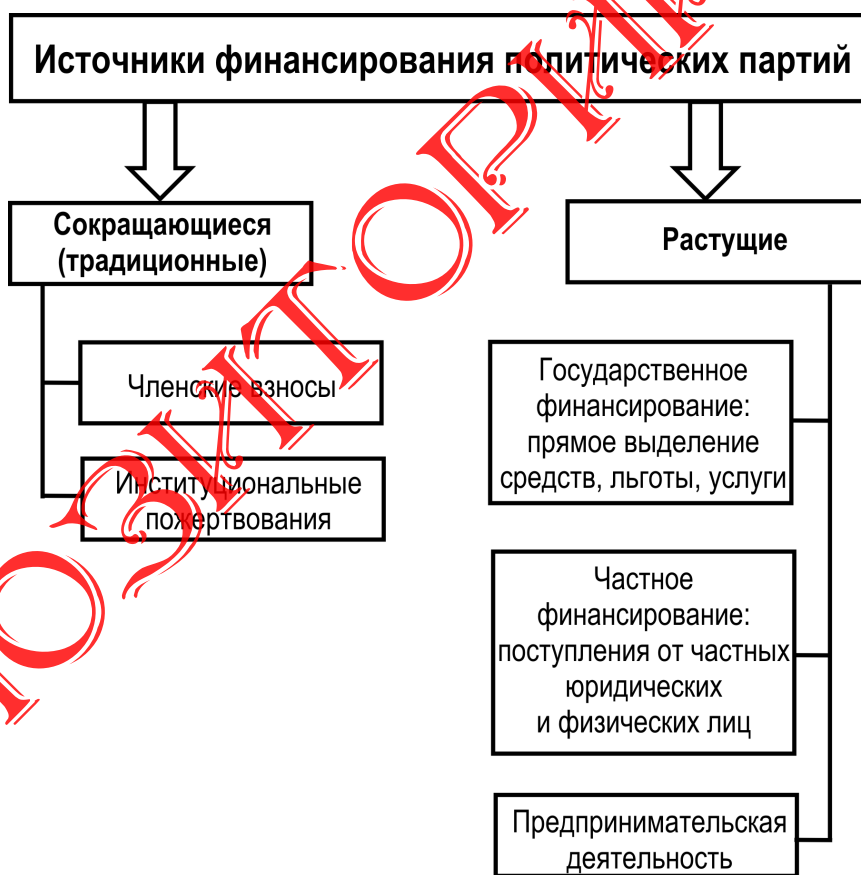 Источники финансирования политических партий
Сокращающиеся
(традиционные)
Растущие
Членские взносы
Институциональные
пожертвования
Государственное
финансирование:
прямое выделение
средств, льготы, услуги
Частное
финансирование:
поступления от частных
юридических
и физических лиц
Предпринимательская
деятельность